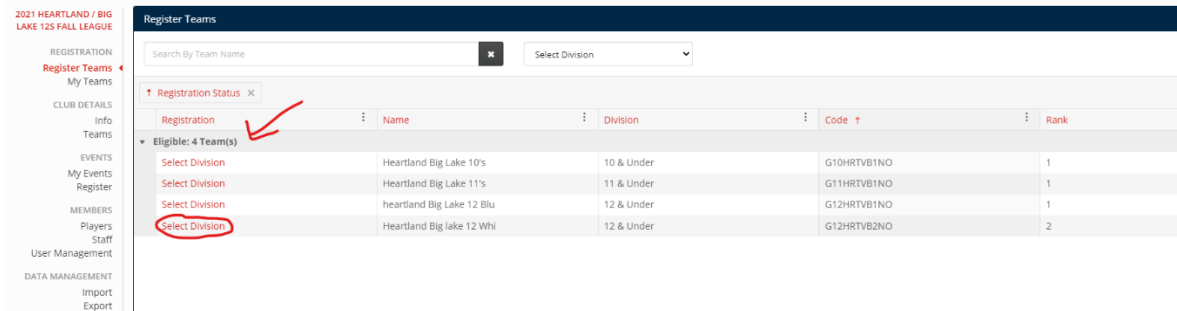 2021 HEARTLAND / BIG
LAKE 12S FALL LEAGUE
REGISTRATION
Register Teams
My Teams
CLUB DETAILS
Info
Teams
EVENTS
My Events
Register
MEMBERS
Players
Staff
User Management
DATA MANAGEMENT
Import
Export
Register Teams
Search By Team Name
Select Division
↑ Registration Status ×
Registration Name Division Code ↑ Rank
Eligible: 4 Team(s)
Select Division Heartland Big Lake 10's 10 & Under G10HRTVB1NO 1
Select Division Heartland Big Lake 11's 11 & Under G11HRTVB1NO 1
Select Division heartland Big Lake 12 Blu 12 & Under G12HRTVB1NO 1
Select Division Heartland Big lake 12 Whi 12 & Under G12HRTVB2NO 2